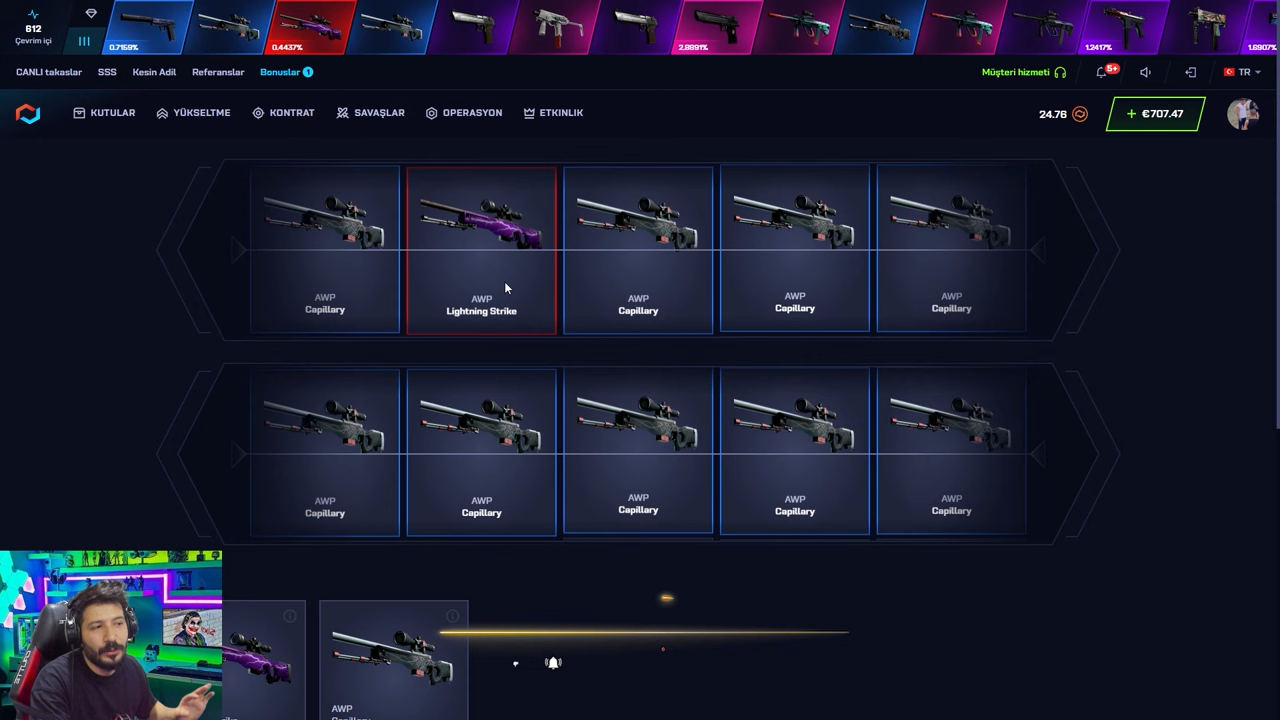 612
Çevrim içi
0.7159%
0.4437%
2.8891%
1.2417%
1.6907%
CANLI takaslar
SSS
Kesin Adil
Referanslar
Bonuslar 1
Müşteri hizmeti
5+
TR
KUTULAR
YÜKSELTME
KONTRAT
SAVAŞLAR
OPERASYON
ETKINLIK
24.76
+ €707.47
AWP
Capillary
AWP
Lightning Strike
AWP
Capillary
AWP
Capillary
AWP
Capillary
AWP
Capillary
AWP
Capillary
AWP
Capillary
AWP
Capillary
AWP
Capillary
AWP
Capillary